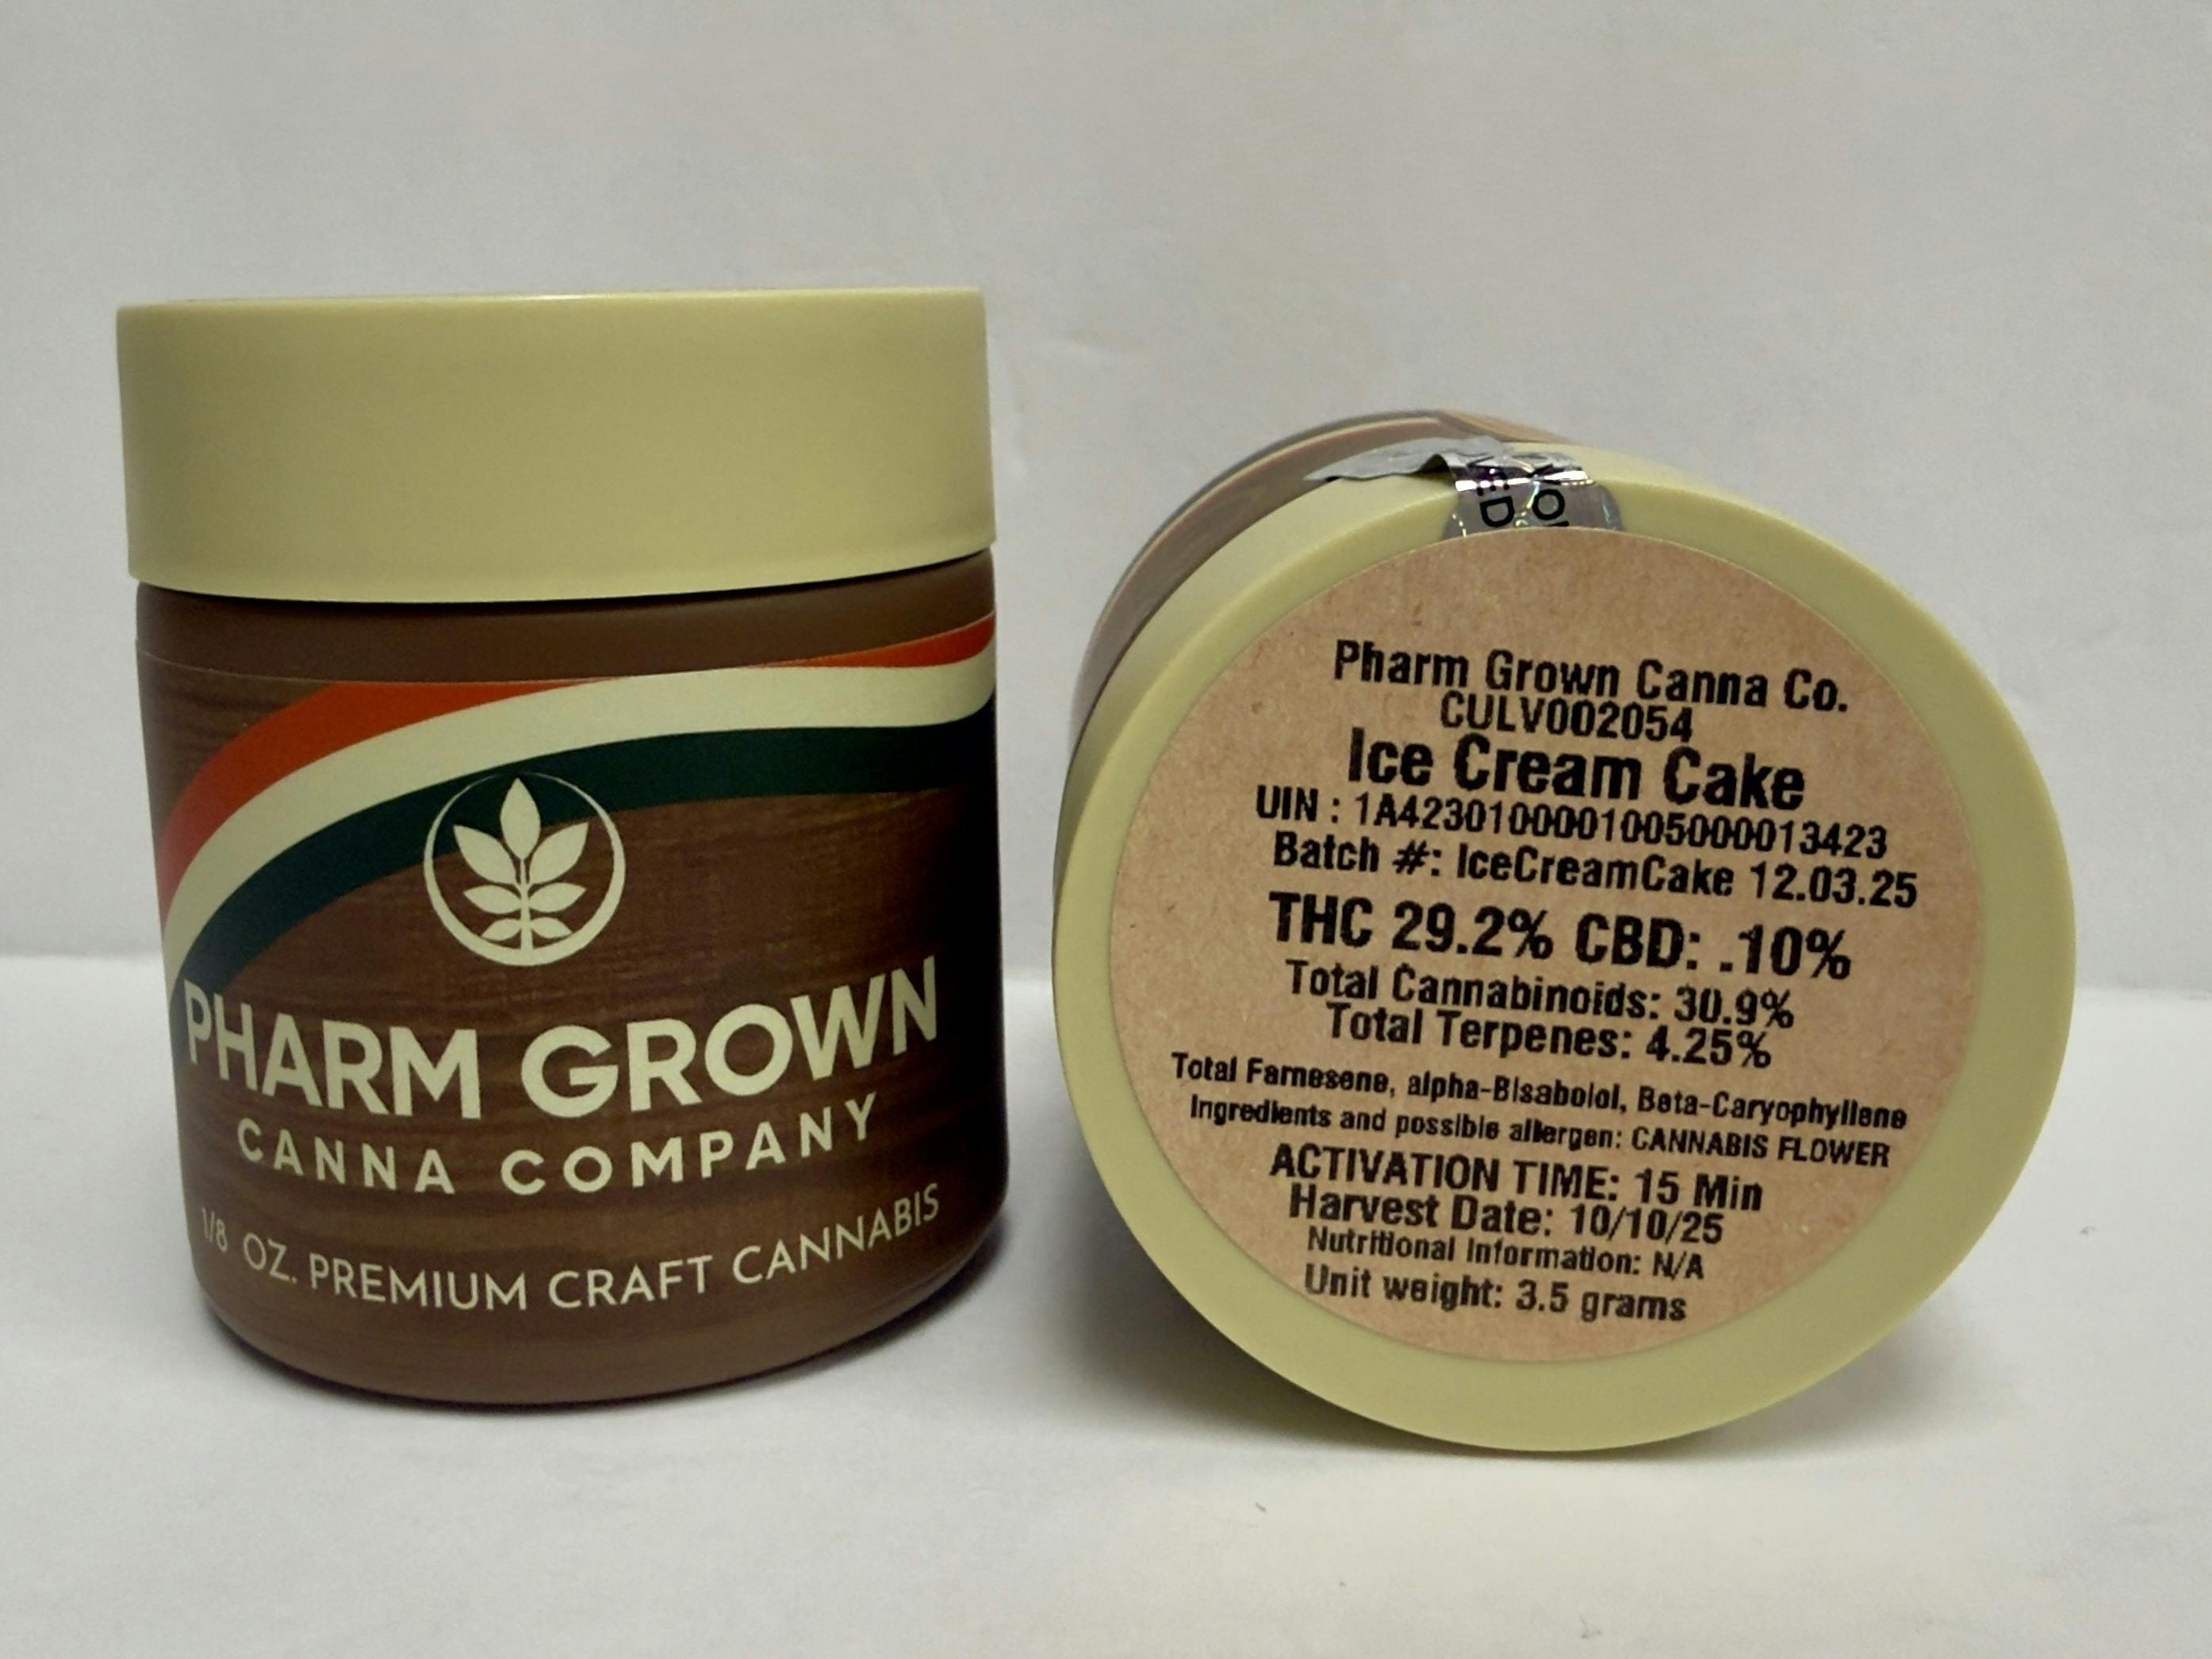 PHARM GROWN
CANNA COMPANY
1/8 OZ. PREMIUM CRAFT CANNABIS
Pharm Grown Canna Co.
CULV002054
Ice Cream Cake
UIN : 1A4230100001005000013423
Batch #: IceCreamCake 12.03.25
THC 29.2% CBD: .10%
Total Cannabinoids: 30.9%
Total Terpenes: 4.25%
Total Farnesene, alpha-Bisabolol, Beta-Caryophyllene
Ingredients and possible allergen: CANNABIS FLOWER
ACTIVATION TIME: 15 Min
Harvest Date: 10/10/25
Nutritional Information: N/A
Unit weight: 3.5 grams